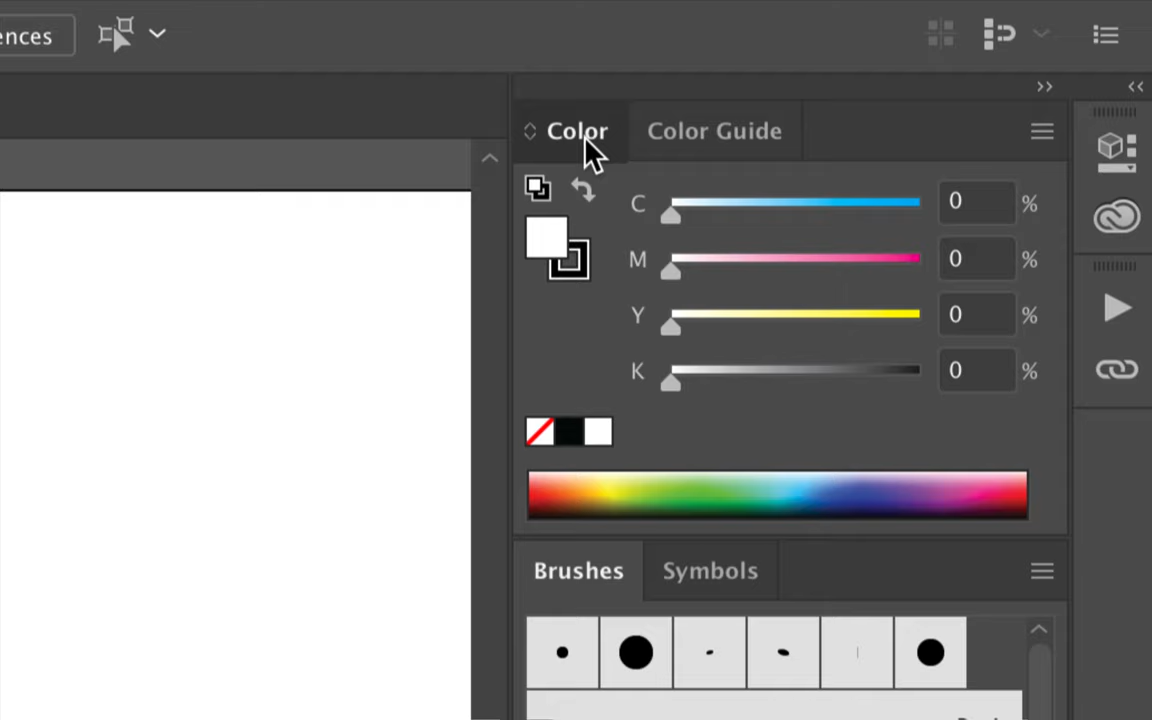 ences
Color Color Guide
C 0 %
M 0 %
Y 0 %
K 0 %
Brushes Symbols